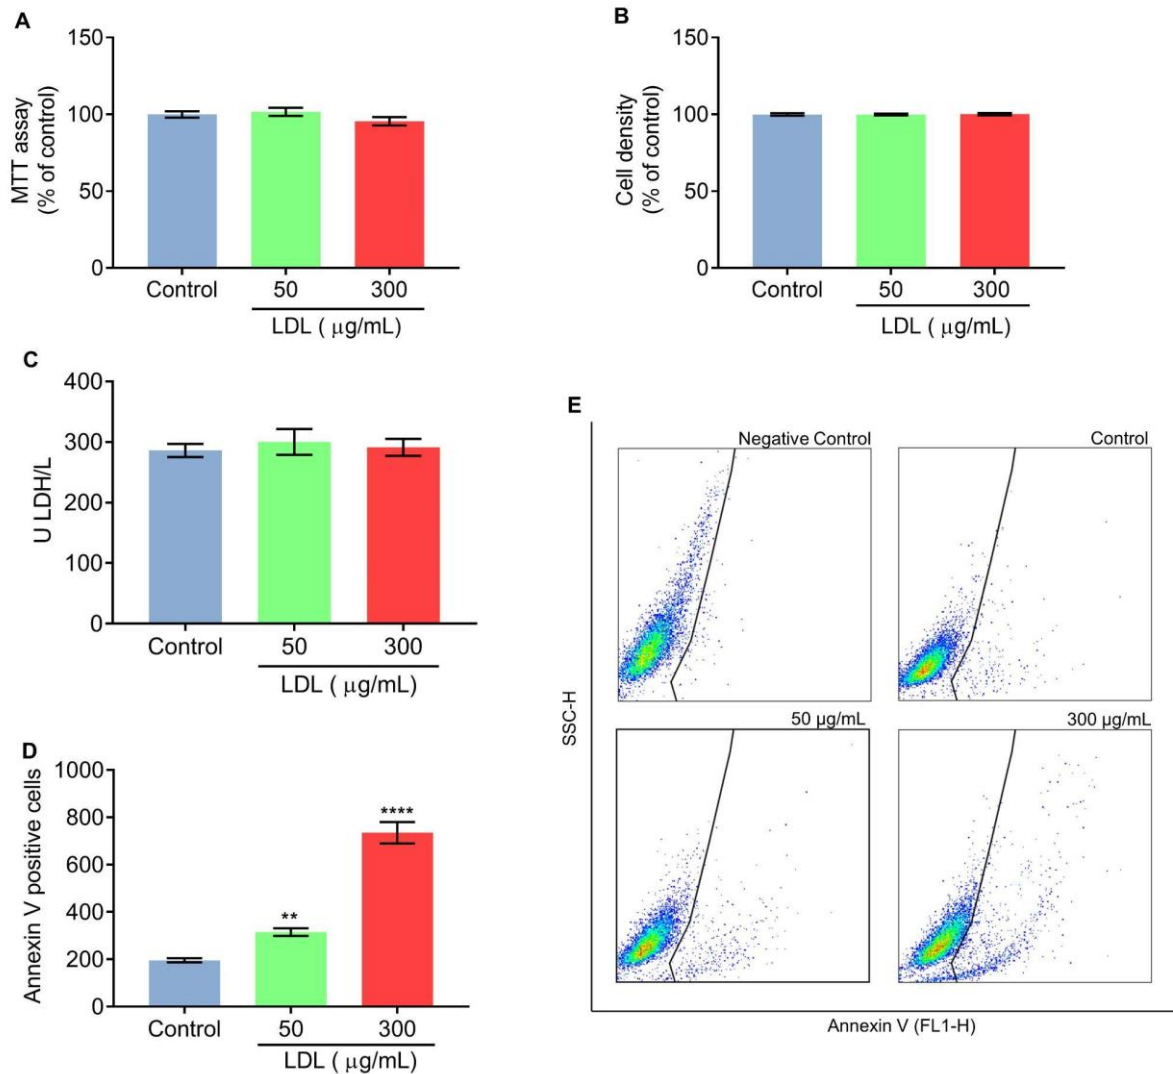 A
150
100
50
0
MTT assay
(% of control)
Control
50
300
LDL ( μg/mL)
B
150
100
50
0
Cell density
(% of control)
Control
50
300
LDL ( μg/mL)
C
400
300
200
100
0
U LDH/L
Control
50
300
LDL ( μg/mL)
D
1000
800
600
400
200
0
Annexin V positive cells
**
****
Control
50
300
LDL ( μg/mL)
E
Negative Control
Control
50 μg/mL
300 μg/mL
SSC-H
Annexin V (FL1-H)